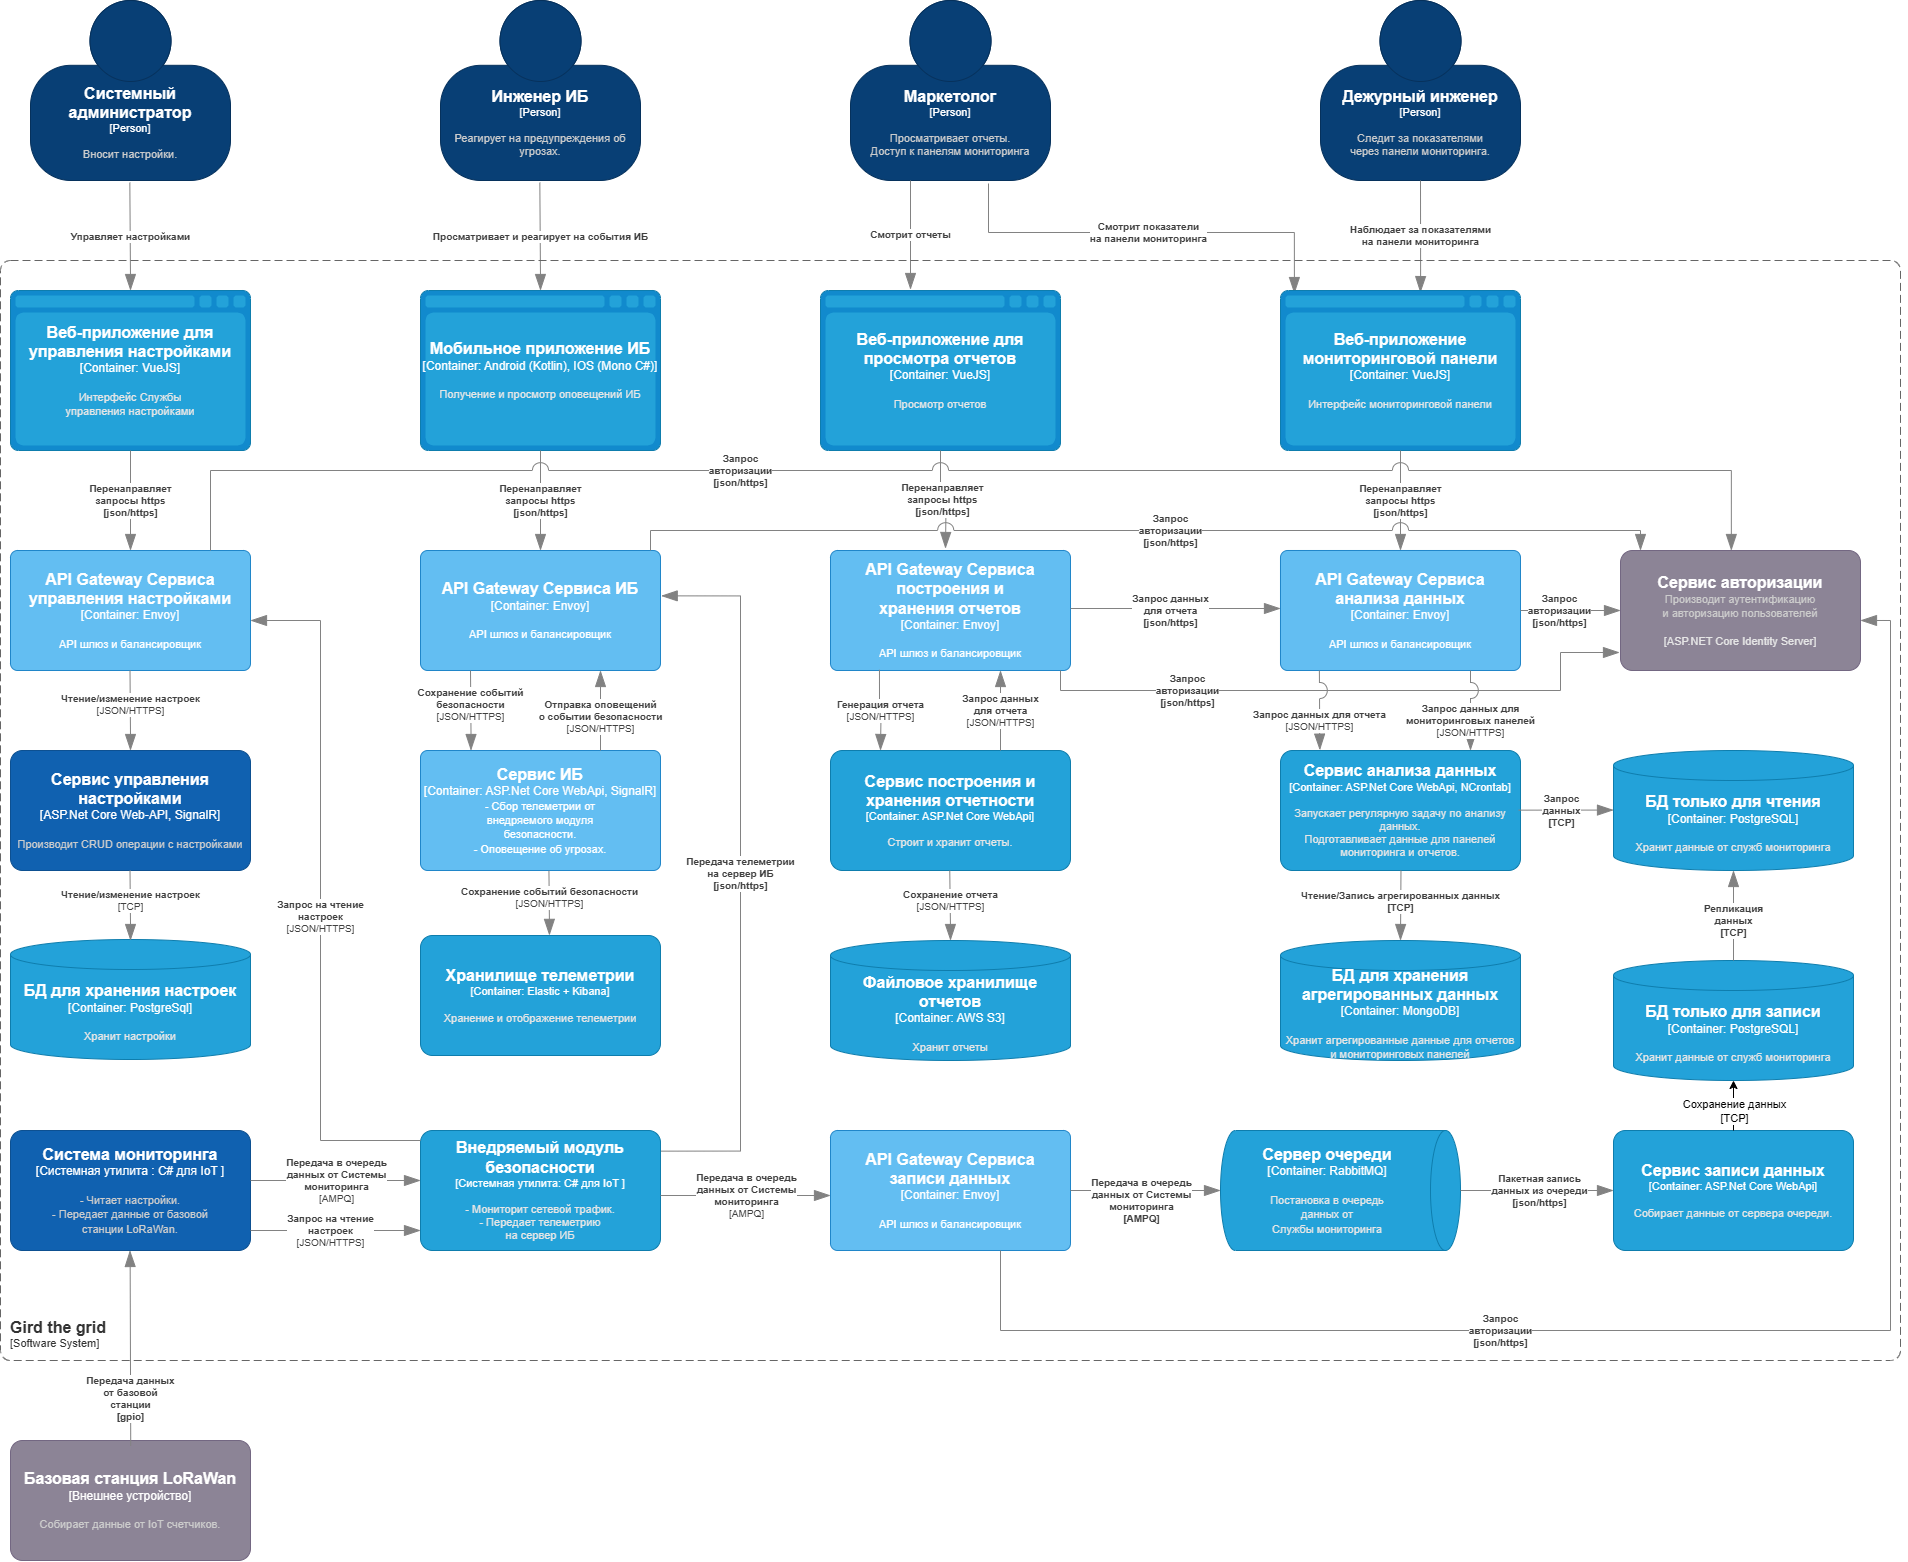 Системный
администратор
[Person]
Вносит настройки.
Инженер ИБ
[Person]
Реагирует на предупреждения об
угрозах.
Маркетолог
[Person]
Просматривает отчеты.
Доступ к панелям мониторинга
Дежурный инженер
[Person]
Следит за показателями
через панели мониторинга.
Управляет настройками
Просматривает и реагирует на события ИБ
Смотрит отчеты
Смотрит показатели
на панели мониторинга
Наблюдает за показателями
на панели мониторинга
Веб-приложение для
управления настройками
[Container: VueJS]
Интерфейс Службы
управления настройками
Мобильное приложение ИБ
[Container: Android (Kotlin), IOS (Mono C#)]
Получение и просмотр оповещений ИБ
Веб-приложение для
просмотра отчетов
[Container: VueJS]
Просмотр отчетов
Веб-приложение
мониторинговой панели
[Container: VueJS]
Интерфейс мониторинговой панели
Запрос
авторизации
[json/https]
Перенаправляет
запросы https
[json/https]
Перенаправляет
запросы https
[json/https]
Перенаправляет
запросы https
[json/https]
Перенаправляет
запросы https
[json/https]
Запрос
авторизации
[json/https]
API Gateway Сервиса
управления настройками
[Container: Envoy]
API шлюз и балансировщик
API Gateway Сервиса ИБ
[Container: Envoy]
API шлюз и балансировщик
API Gateway Сервиса
построения и
хранения отчетов
[Container: Envoy]
API шлюз и балансировщик
Запрос данных
для отчета
[json/https]
API Gateway Сервиса
анализа данных
[Container: Envoy]
API шлюз и балансировщик
Запрос
авторизации
[json/https]
Сервис авторизации
Производит аутентификацию
и авторизацию пользователей
[ASP.NET Core Identity Server]
Чтение/изменение настроек
[JSON/HTTPS]
Сохранение событий
безопасности
[JSON/HTTPS]
Отправка оповещений
о событии безопасности
[JSON/HTTPS]
Генерация отчета
[JSON/HTTPS]
Запрос данных
для отчета
[JSON/HTTPS]
Запрос
авторизации
[json/https]
Запрос данных для отчета
[JSON/HTTPS]
Запрос данных для
мониторинговых панелей
[JSON/HTTPS]
Сервис управления
настройками
[ASP.Net Core Web-API, SignalR]
Производит CRUD операции с настройками
Сервис ИБ
[Container: ASP.Net Core WebApi, SignalR]
- Сбор телеметрии от
внедряемого модуля
безопасности.
- Оповещение об угрозах.
Сервис построения и
хранения отчетности
[Container: ASP.Net Core WebApi]
Строит и хранит отчеты.
Сервис анализа данных
[Container: ASP.Net Core WebApi, NCrontab]
Запускает регулярную задачу по анализу
данных.
Подготавливает данные для панелей
мониторинга и отчетов.
Запрос
данных
[TCP]
БД только для чтения
[Container: PostgreSQL]
Хранит данные от служб мониторинга
Передача телеметрии
на сервер ИБ
[json/https]
Чтение/изменение настроек
[TCP]
Запрос на чтение
настроек
[JSON/HTTPS]
Сохранение событий безопасности
[JSON/HTTPS]
Сохранение отчета
[JSON/HTTPS]
Чтение/Запись агрегированных данных
[TCP]
Репликация
данных
[TCP]
БД для хранения настроек
[Container: PostgreSql]
Хранит настройки
Хранилище телеметрии
[Container: Elastic + Kibana]
Хранение и отображение телеметрии
Файловое хранилище
отчетов
[Container: AWS S3]
Хранит отчеты
БД для хранения
агрегированных данных
[Container: MongoDB]
Хранит агрегированные данные для отчетов
и мониторинговых панелей
БД только для записи
[Container: PostgreSQL]
Хранит данные от служб мониторинга
Сохранение данных
[TCP]
Система мониторинга
[Системная утилита : C# для IoT ]
- Читает настройки.
- Передает данные от базовой
станции LoRaWan.
Передача в очередь
данных от Системы
мониторинга
[AMPQ]
Запрос на чтение
настроек
[JSON/HTTPS]
Внедряемый модуль
безопасности
[Системная утилита: C# для IoT ]
- Мониторит сетевой трафик.
- Передает телеметрию
на сервер ИБ
Передача в очередь
данных от Системы
мониторинга
[AMPQ]
API Gateway Сервиса
записи данных
[Container: Envoy]
API шлюз и балансировщик
Передача в очередь
данных от Системы
мониторинга
[AMPQ]
Сервер очереди
[Container: RabbitMQ]
Постановка в очередь
данных от
Службы мониторинга
Пакетная запись
данных из очереди
[json/https]
Сервис записи данных
[Container: ASP.Net Core WebApi]
Собирает данные от сервера очереди.
Запрос
авторизации
[json/https]
Gird the grid
[Software System]
Передача данных
от базовой
станции
[gpio]
Базовая станция LoRaWan
[Внешнее устройство]
Собирает данные от IoT счетчиков.